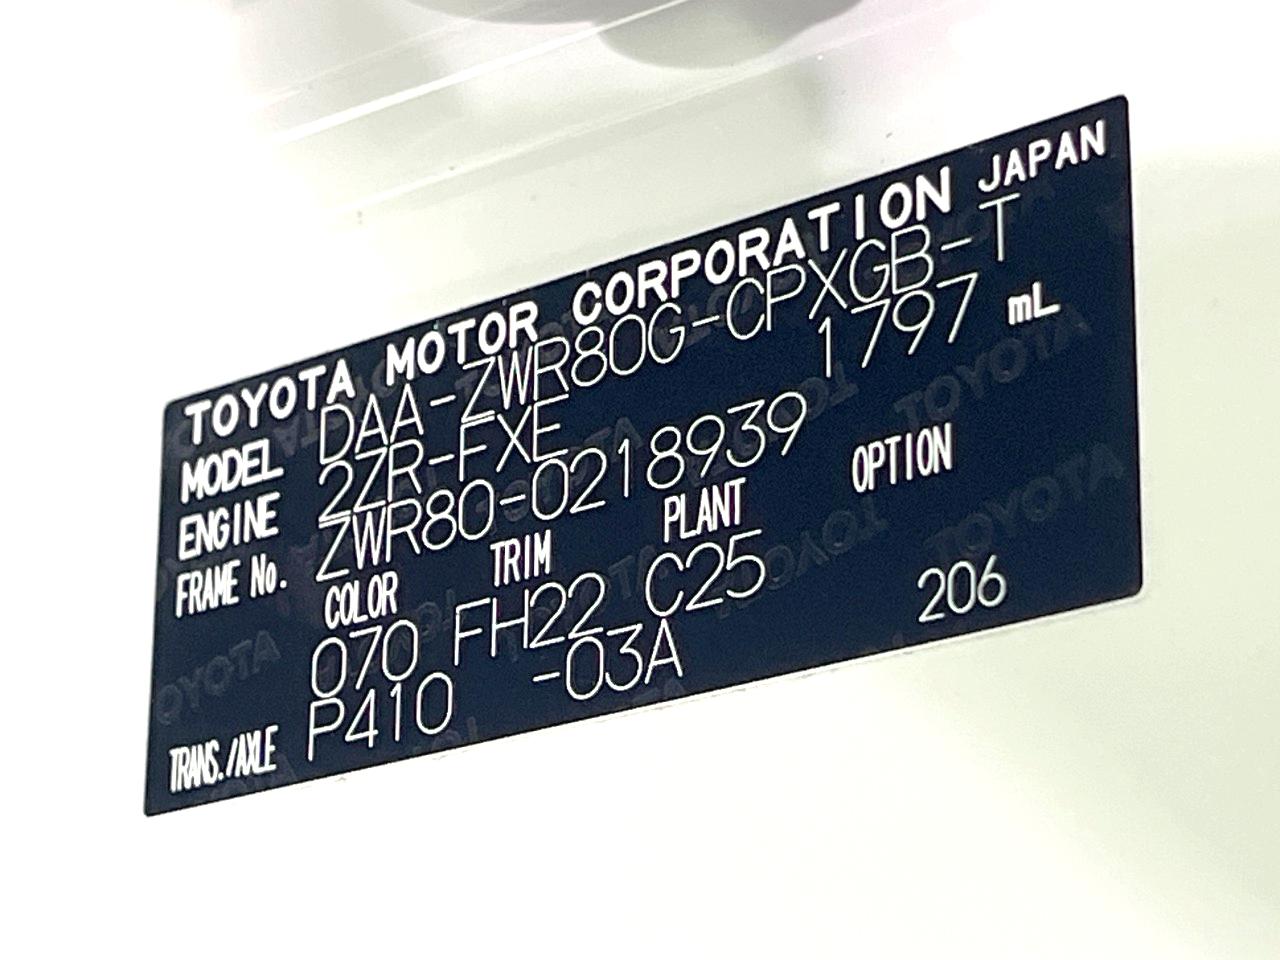 TOYOTA MOTOR CORPORATION JAPAN
MODEL DAA-ZWR80G-CPXGB-T
ENGINE 2ZR-FXE 1797 mL
FRAME No. ZWR80-0218939
COLOR TRIM PLANT OPTION
070 FH22 C25
TRANS./AXLE P410 -03A 206